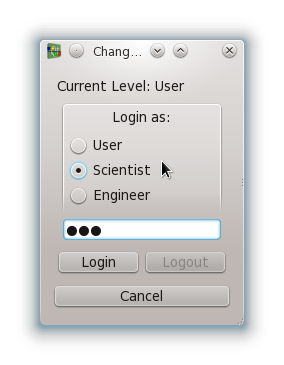 Chang...
Current Level: User
Login as:
User
Scientist
Engineer
Login
Logout
Cancel